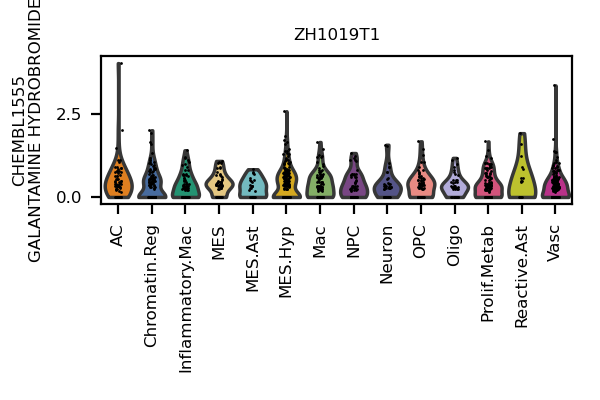 ZH1019T1
CHEMBL1555
GALANTAMINE HYDROBROMIDE
2.5
0.0
AC
Chromatin.Reg
Inflammatory.Mac
MES
MES.Ast
MES.Hyp
Mac
NPC
Neuron
OPC
Oligo
Prolif.Metab
Reactive.Ast
Vasc